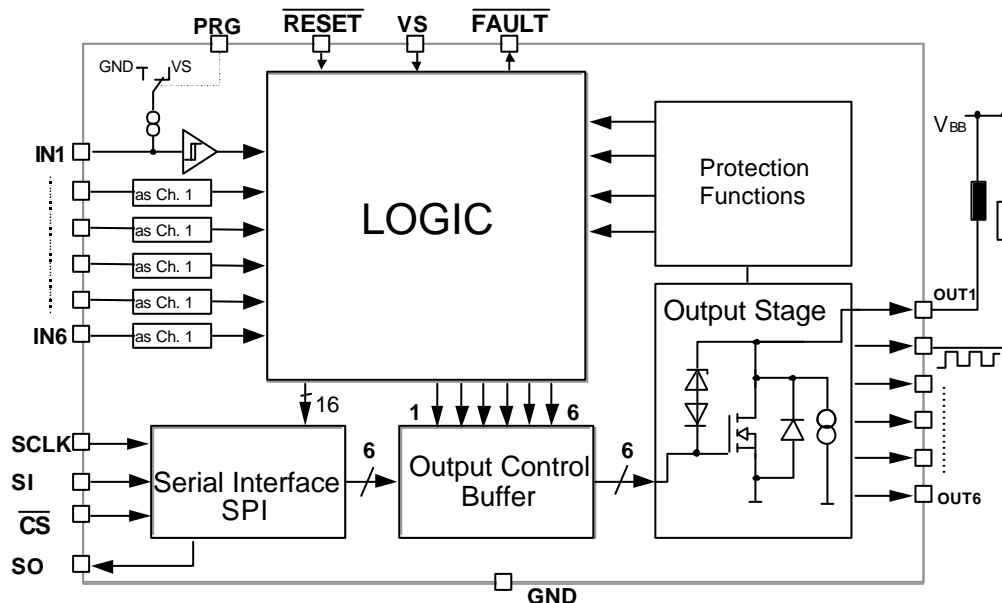 PRG
RESET
VS
FAULT
GND
VS
IN1
as Ch. 1
as Ch. 1
as Ch. 1
as Ch. 1
IN6
as Ch. 1
LOGIC
Protection
Functions
VBB
Output Stage
OUT1
OUT6
16
1
6
SCLK
SI
CS
SO
Serial Interface
SPI
6
Output Control
Buffer
6
GND